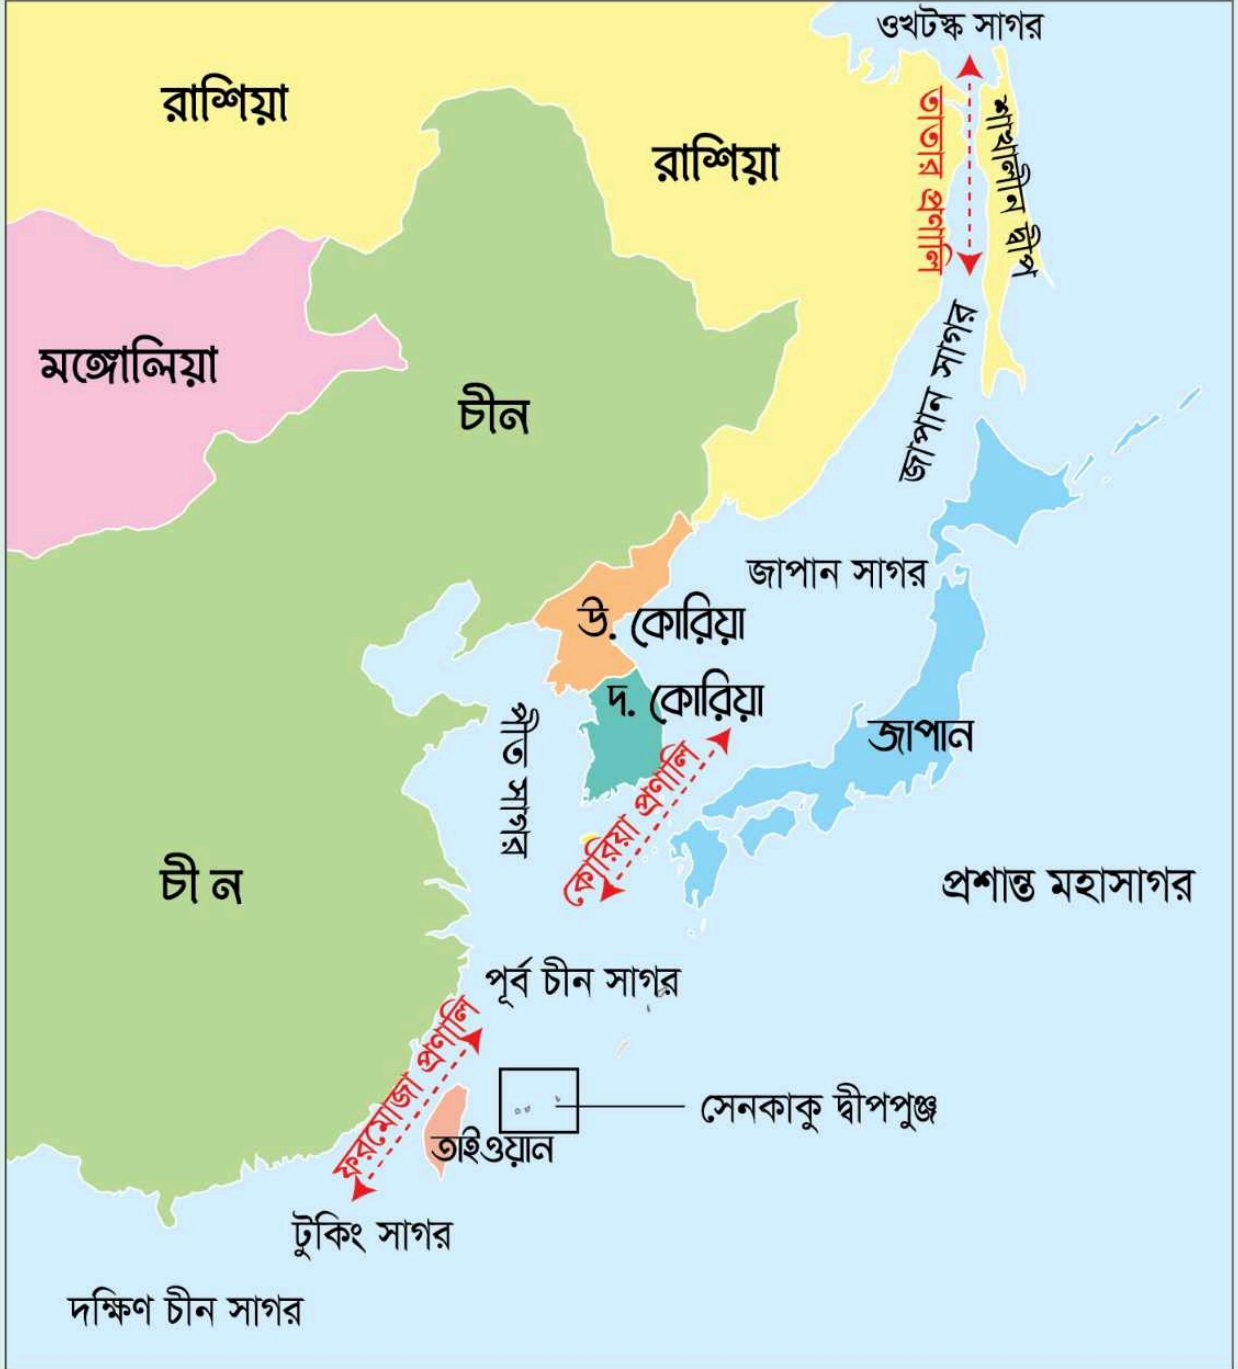 ওখটস্ক সাগর
রাশিয়া
রাশিয়া
তাতার প্রণালি
শাখালীন দ্বীপ
মঙ্গোলিয়া
চীন
জাপান সাগর
জাপান সাগর
উ. কোরিয়া
দ. কোরিয়া
পীত সাগর
কোরিয়া প্রণালি
জাপান
চীন
প্রশান্ত মহাসাগর
পূর্ব চীন সাগর
ফরমোজা প্রণালি
সেনকাকু দ্বীপপুঞ্জ
তাইওয়ান
টুকিং সাগর
দক্ষিণ চীন সাগর